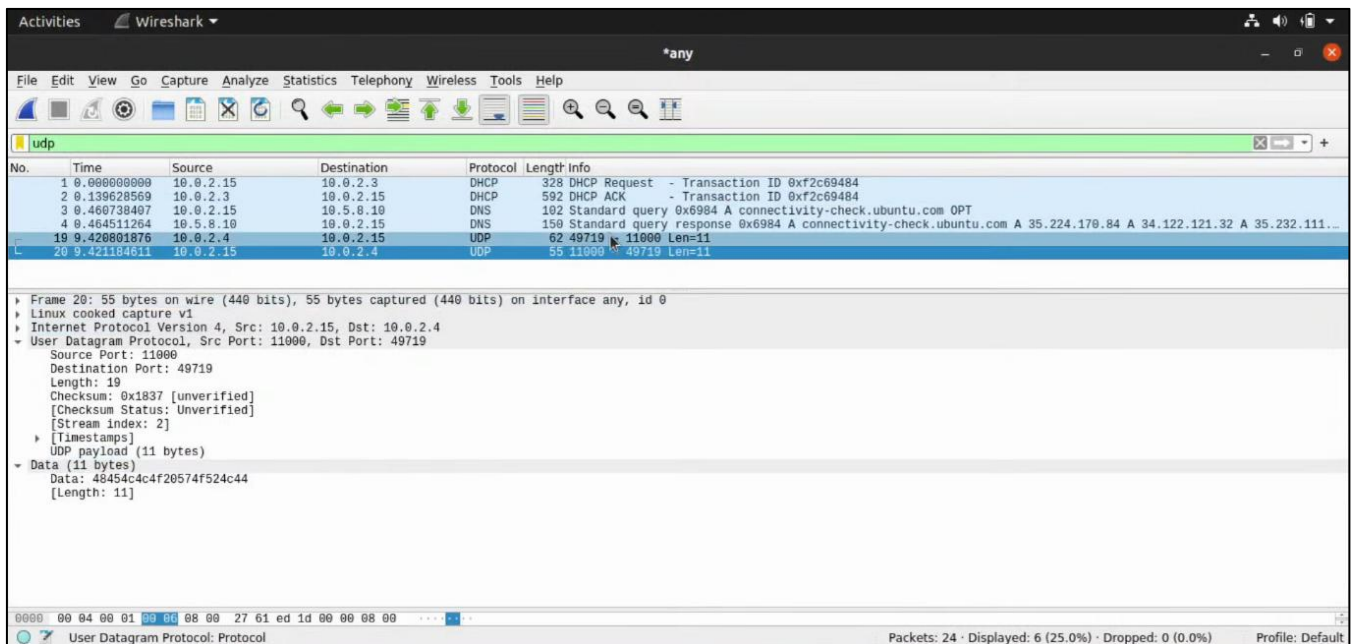 Activities Wireshark
*any
File Edit View Go Capture Analyze Statistics Telephony Wireless Tools Help
udp
No. Time Source Destination Protocol Length Info
1 0.000000000 10.0.2.15 10.0.2.3 DHCP 328 DHCP Request - Transaction ID 0xf2c69484
2 0.139628569 10.0.2.3 10.0.2.15 DHCP 592 DHCP ACK - Transaction ID 0xf2c69484
3 0.460738407 10.0.2.15 10.5.8.10 DNS 102 Standard query 0x6984 A connectivity-check.ubuntu.com OPT
4 0.464511264 10.5.8.10 10.0.2.15 DNS 150 Standard query response 0x6984 A connectivity-check.ubuntu.com A 35.224.170.84 A 34.122.121.32 A 35.232.111...
19 9.420801876 10.0.2.4 10.0.2.15 UDP 62 49719 → 11000 Len=11
20 9.421184611 10.0.2.15 10.0.2.4 UDP 55 11000 → 49719 Len=11
Frame 20: 55 bytes on wire (440 bits), 55 bytes captured (440 bits) on interface any, id 0
Linux cooked capture v1
Internet Protocol Version 4, Src: 10.0.2.15, Dst: 10.0.2.4
User Datagram Protocol, Src Port: 11000, Dst Port: 49719
Source Port: 11000
Destination Port: 49719
Length: 19
Checksum: 0x1837 [unverified]
[Checksum Status: Unverified]
[Stream index: 2]
[Timestamps]
UDP payload (11 bytes)
Data (11 bytes)
Data: 48454c4c4f20574f524c44
[Length: 11]
0000 00 04 00 01 00 06 08 00 27 61 ed 1d 00 00 08 00
User Datagram Protocol: Protocol Packets: 24 · Displayed: 6 (25.0%) · Dropped: 0 (0.0%) Profile: Default